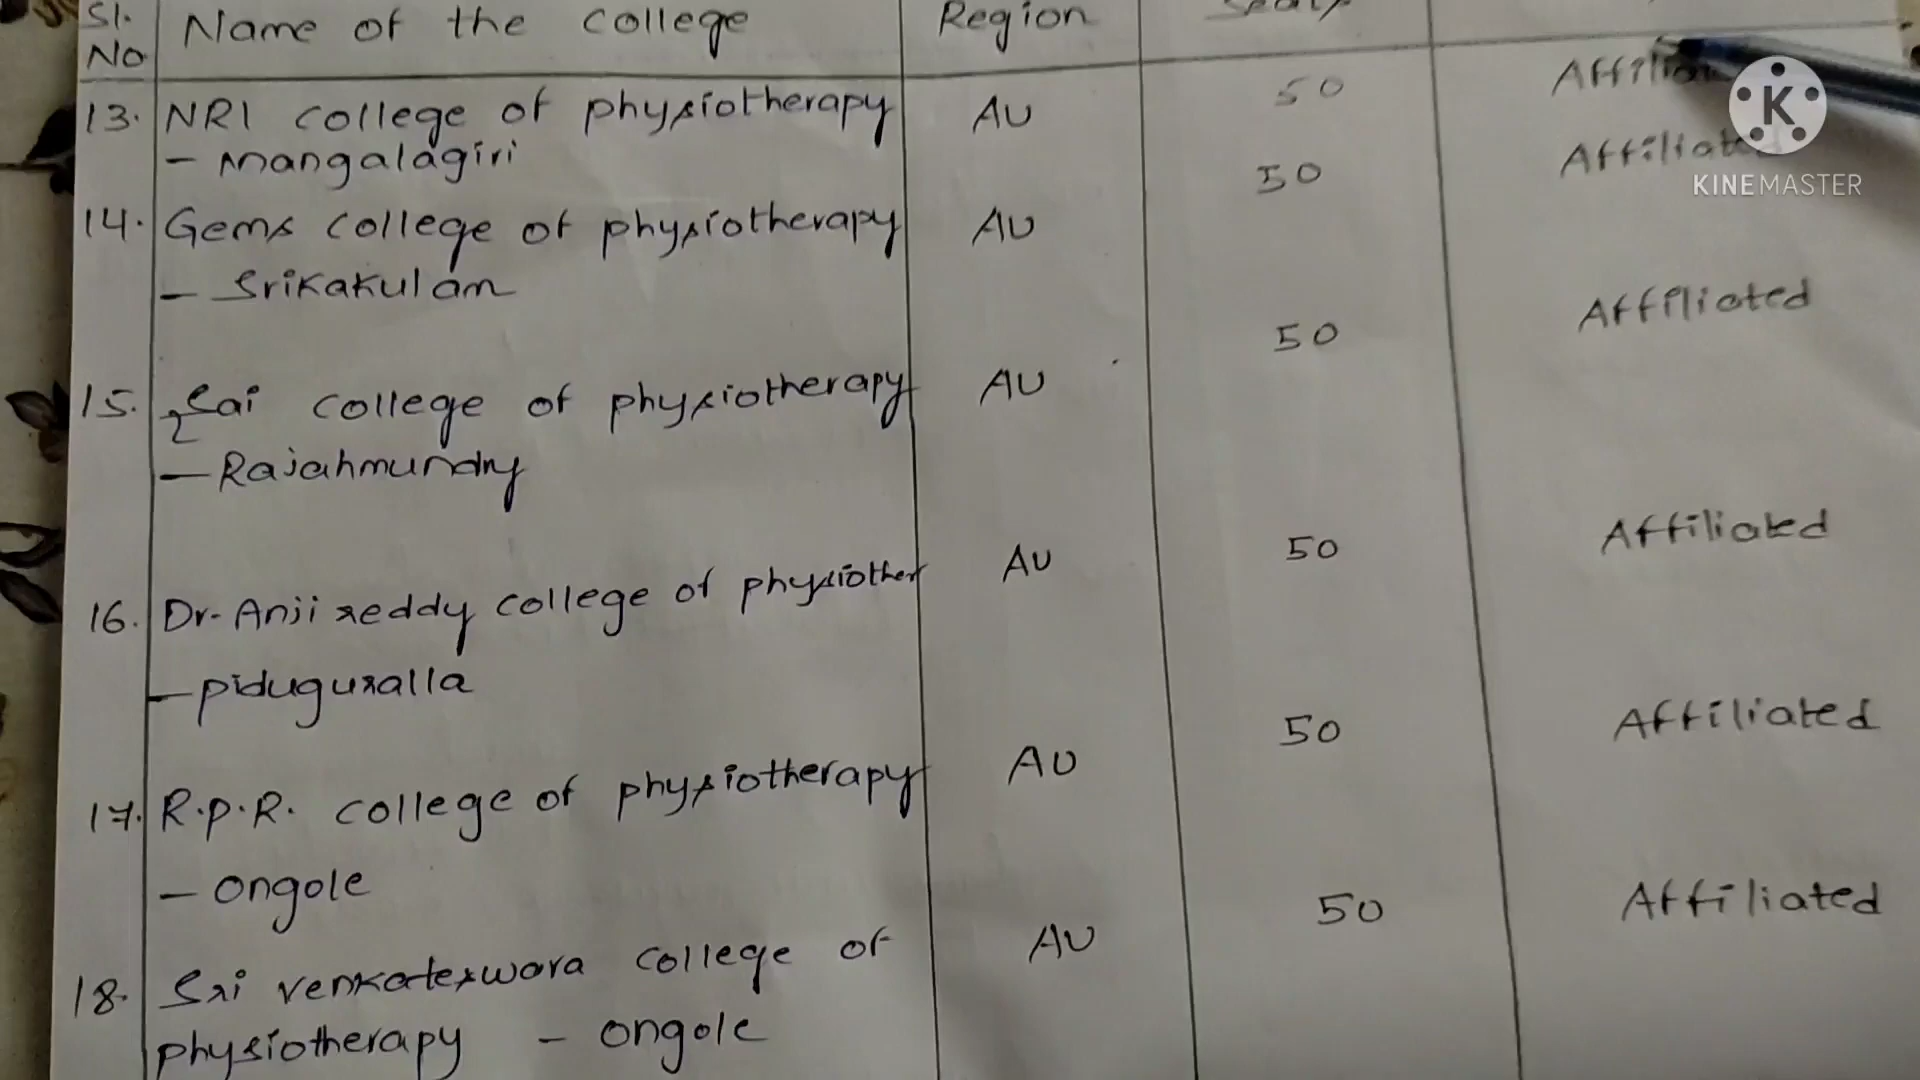 Sl. No Name of the college Region Seats
13. NRI college of physiotherapy AU 50
- Mangalagiri 50 Affiliated
14. Gems college of physiotherapy AU
- Srikakulam
50 Affiliated
15. Sai college of physiotherapy AU
- Rajahmundry
16. Dr. Anji reddy college of physiother AU 50 Affiliated
- piduguralla
17. R.p.R. college of physiotherapy AU 50 Affiliated
- Ongole
18. Sri venkateswara college of AU 50 Affiliated
physiotherapy - Ongole
KINEMASTER